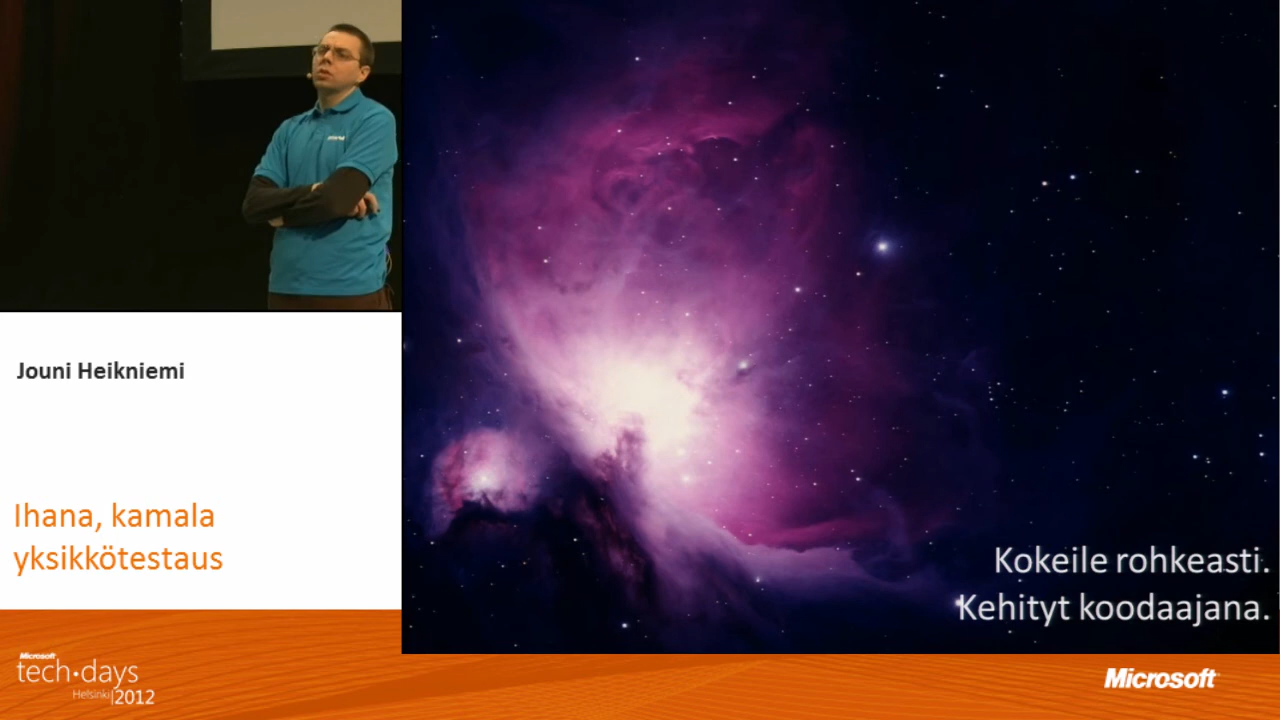 Jouni Heikniemi
Ihana, kamala
yksikkötestaus
Kokeile rohkeasti.
Kehityt koodaajana.
Microsoft
tech·days
Helsinki|2012
Microsoft